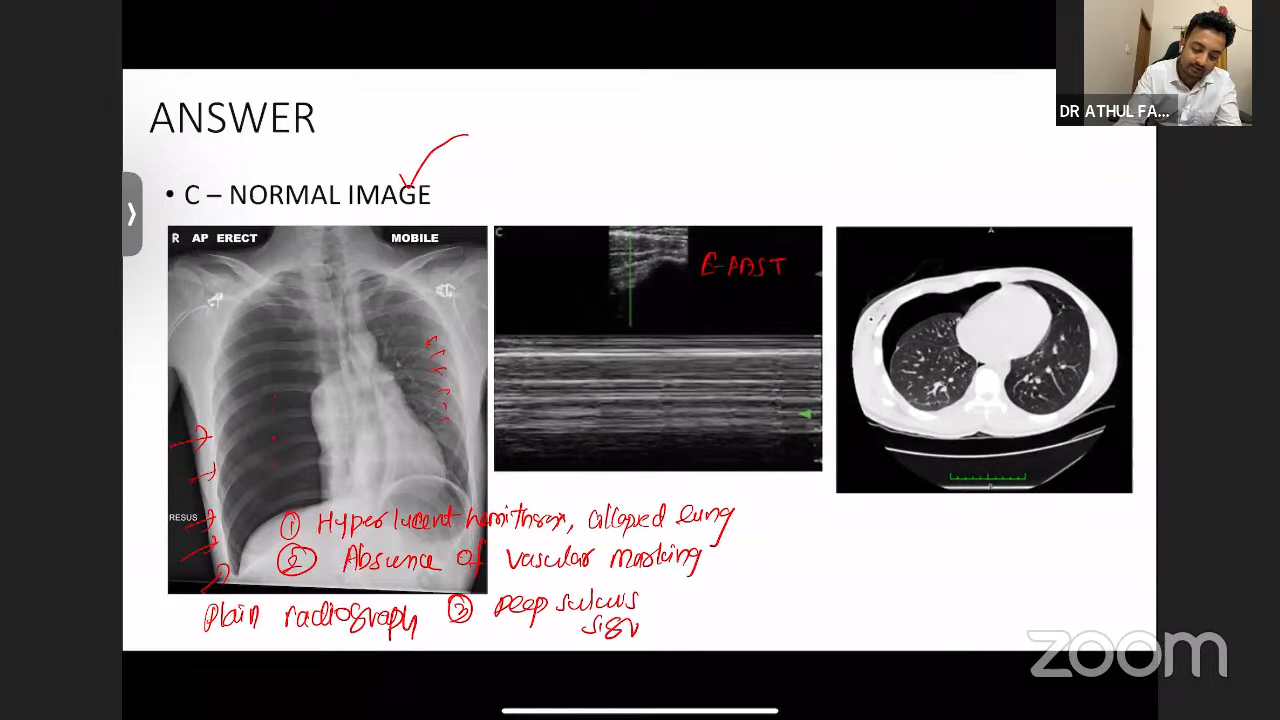 DR ATHUL FA...
ANSWER
• C – NORMAL IMAGE
R AP ERECT MOBILE
C
E-FAST
A
RESUS
① Hyperlucent hemithorax, collapsed lung
② Absence of vascular marking
Plain radiograph ③ Deep sulcus
sign
zoom